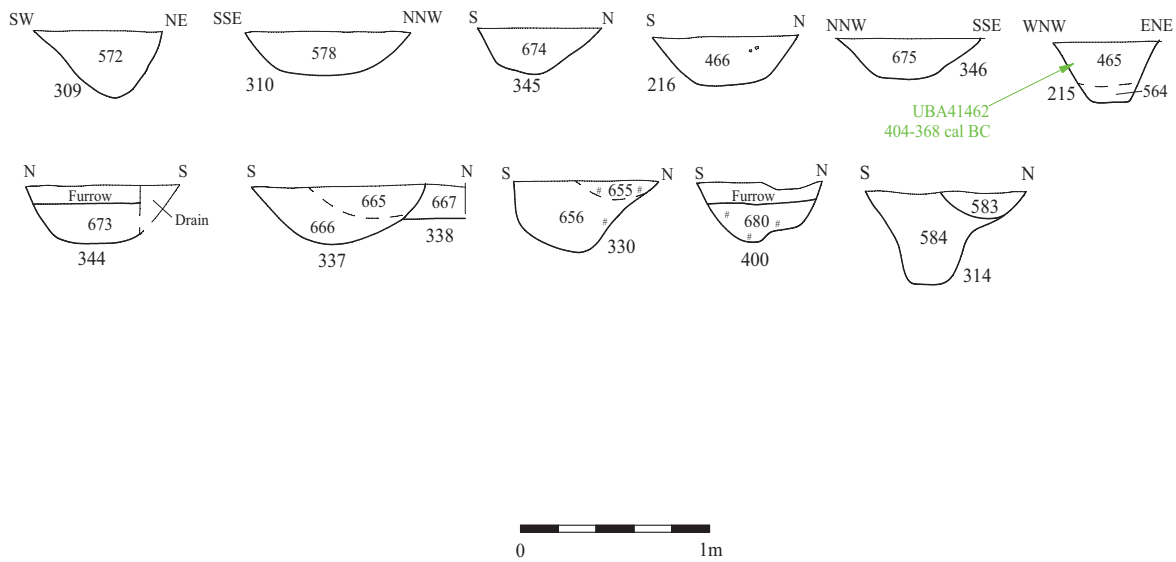 SW NE
572
309
SSE NNW
578
310
S N
674
345
S N
466
216
NNW SSE
675
346
WNW ENE
465
215
564
UBA41462
404-368 cal BC
N S
Furrow
673
Drain
344
S N
665
667
666
338
337
S N
# 655 #
656
#
330
S N
Furrow
#
680 #
#
400
S N
583
584
314
0 1m